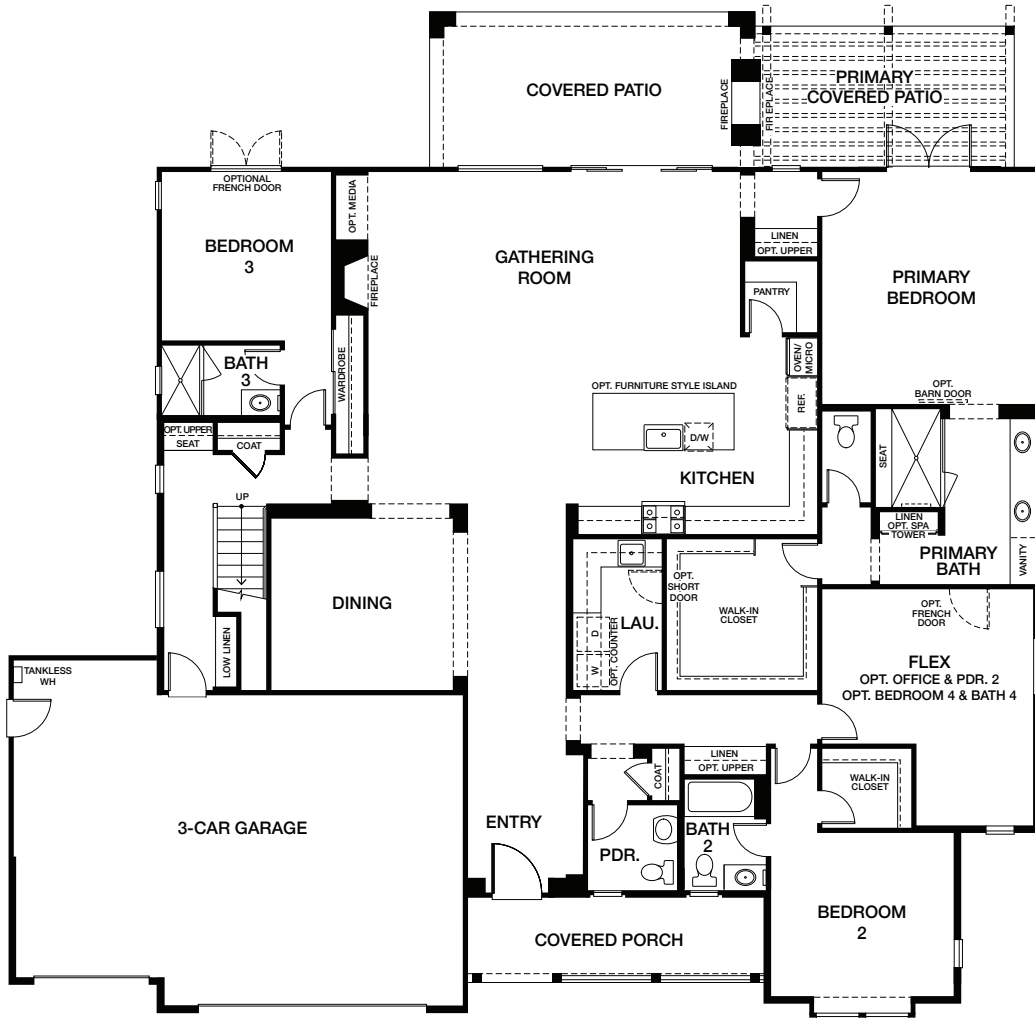 COVERED PATIO
FIREPLACE
FIREPLACE
PRIMARY
COVERED PATIO
OPTIONAL
FRENCH DOOR
OPT. MEDIA
BEDROOM
3
FIREPLACE
GATHERING
ROOM
LINEN
OPT. UPPER
PANTRY
PRIMARY
BEDROOM
BATH
3
WARDROBE
OVEN/
MICRO
REF.
OPT. FURNITURE STYLE ISLAND
D/W
KITCHEN
OPT.
BARN DOOR
OPT. UPPER
SEAT
COAT
SEAT
LINEN
OPT. SPA
TOWER
PRIMARY
BATH
VANITY
UP
DINING
LOW LINEN
LAU.
D
W
OPT. COUNTER
OPT.
SHORT
DOOR
WALK-IN
CLOSET
OPT.
FRENCH
DOOR
FLEX
OPT. OFFICE & PDR. 2
OPT. BEDROOM 4 & BATH 4
TANKLESS
WH
3-CAR GARAGE
ENTRY
COAT
LINEN
OPT. UPPER
WALK-IN
CLOSET
PDR.
BATH
2
BEDROOM
2
COVERED PORCH